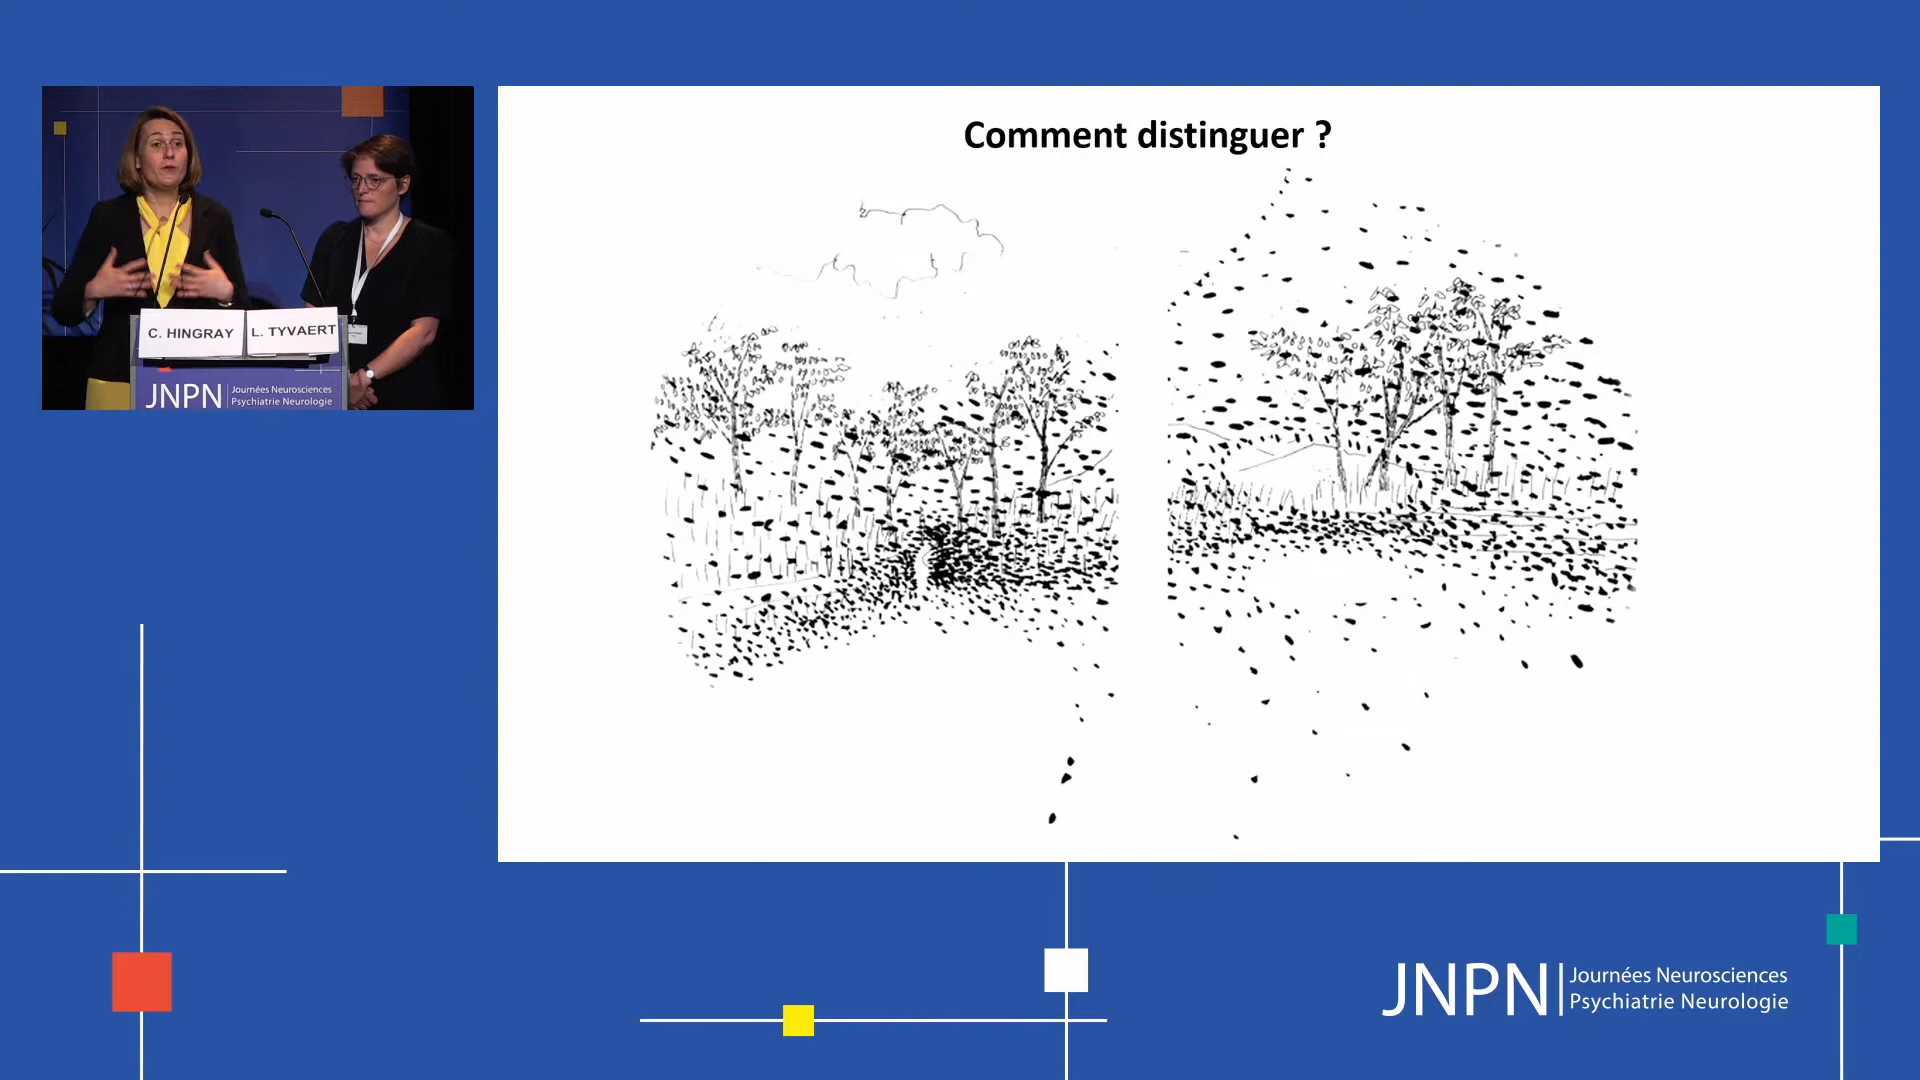 Comment distinguer ?
C. HINGRAY
L. TYVAERT
JNPN
Journées Neurosciences
Psychiatrie Neurologie
JNPN
Journées Neurosciences
Psychiatrie Neurologie